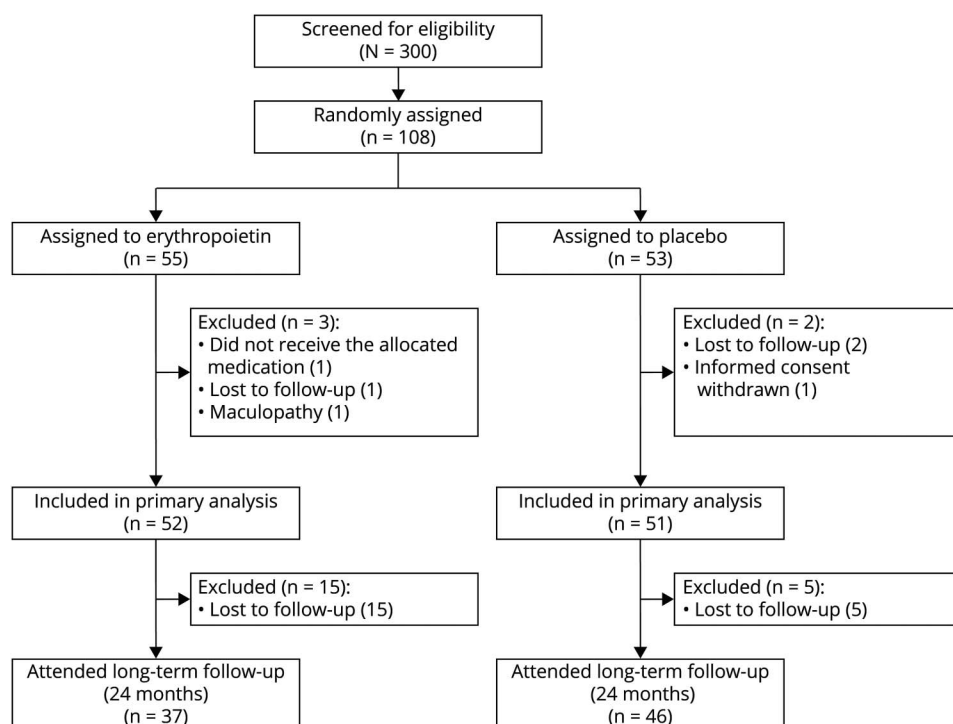 Screened for eligibility
(N = 300)
Randomly assigned
(n = 108)
Assigned to erythropoietin
(n = 55)
Assigned to placebo
(n = 53)
Excluded (n = 3):
• Did not receive the allocated
medication (1)
• Lost to follow-up (1)
• Maculopathy (1)
Excluded (n = 2):
• Lost to follow-up (2)
• Informed consent
withdrawn (1)
Included in primary analysis
(n = 52)
Included in primary analysis
(n = 51)
Excluded (n = 15):
• Lost to follow-up (15)
Excluded (n = 5):
• Lost to follow-up (5)
Attended long-term follow-up
(24 months)
n = 37)
Attended long-term follow-up
(24 months)
n = 46)